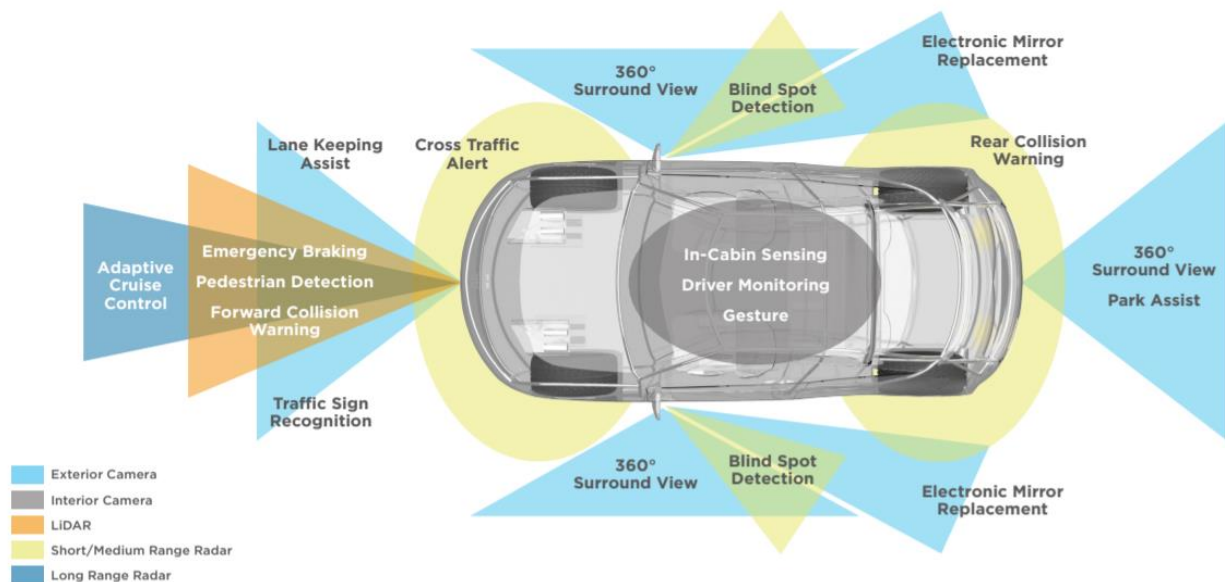 Electronic Mirror
Replacement
360°
Surround View
Blind Spot
Detection
Lane Keeping
Assist
Cross Traffic
Alert
Rear Collision
Warning
Adaptive
Cruise
Control
Emergency Braking
Pedestrian Detection
Forward Collision
Warning
In-Cabin Sensing
Driver Monitoring
Gesture
360°
Surround View
Park Assist
Traffic Sign
Recognition
360°
Surround View
Blind Spot
Detection
Electronic Mirror
Replacement
Exterior Camera
Interior Camera
LiDAR
Short/Medium Range Radar
Long Range Radar